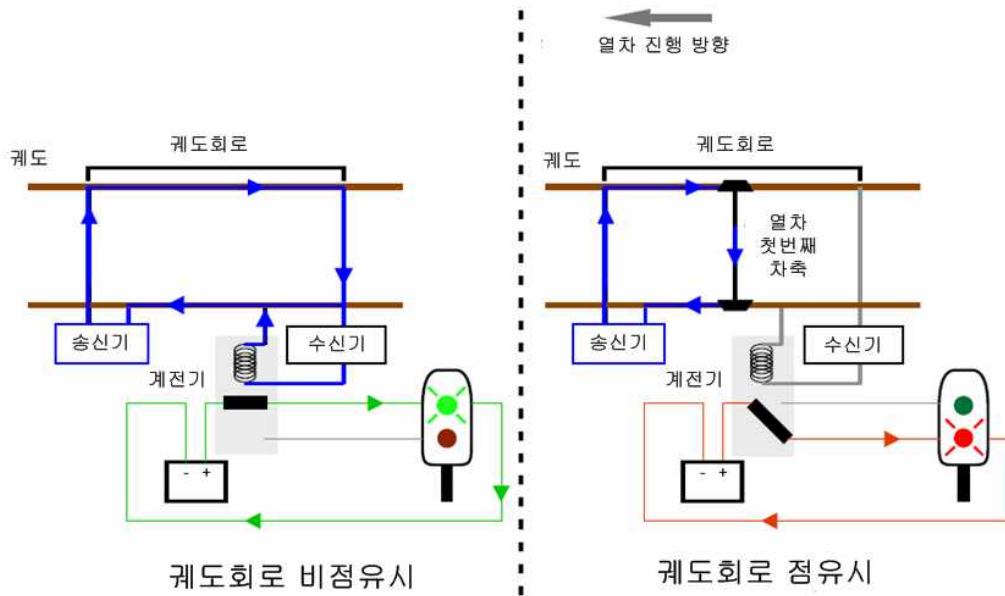 열차 진행 방향
궤도
궤도회로
송신기
수신기
계전기
- +
궤도회로 비점유시
궤도
궤도회로
열차
첫번째
차축
송신기
수신기
계전기
- +
궤도회로 점유시